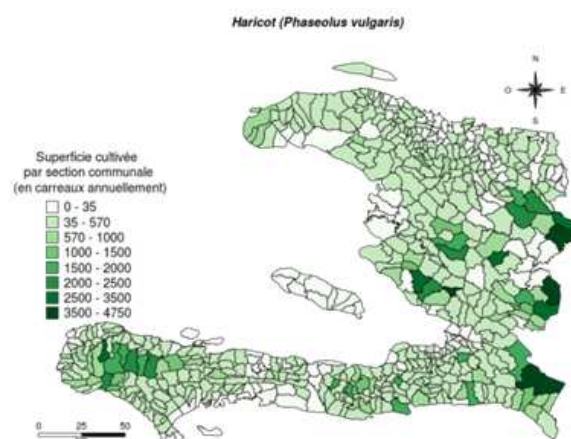 Haricot (Phaseolus vulgaris)
N
O E
S
Superficie cultivée
par section communale
(en carreaux annuellement)
0 - 35
35 - 570
570 - 1000
1000 - 1500
1500 - 2000
2000 - 2500
2500 - 3500
3500 - 4750
0 25 50